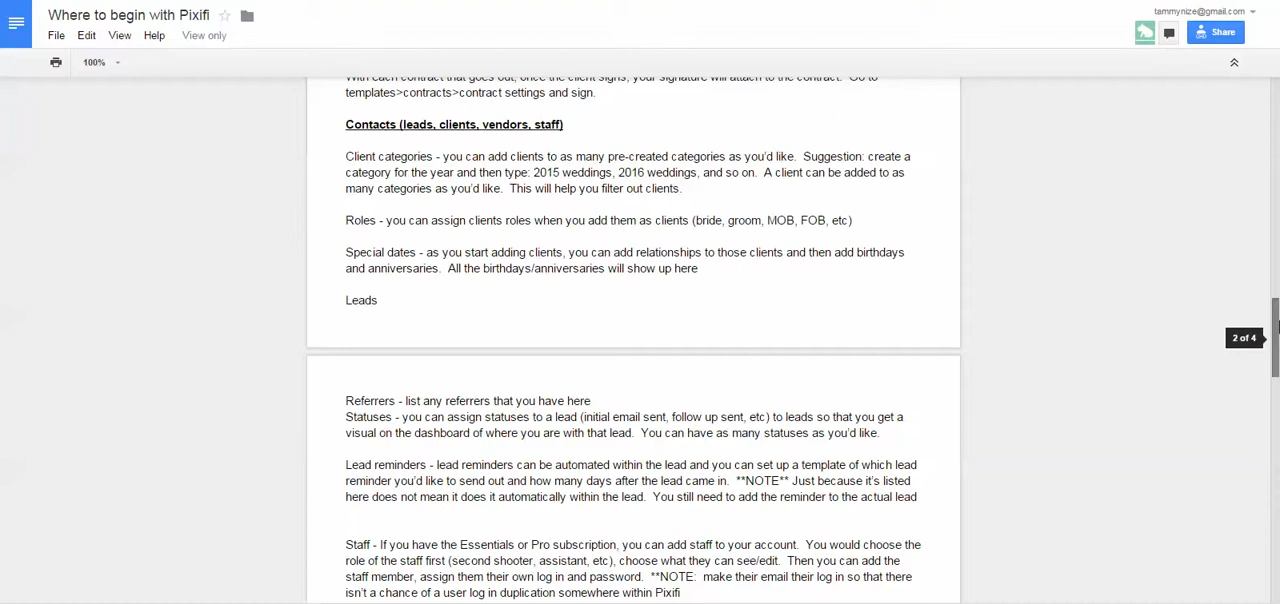 Where to begin with Pixifi
tammynize@gmail.com
File Edit View Help View only
Share
100%
With each contract that goes out, once the client signs, your signature will attach to the contract. Go to
templates>contracts>contract settings and sign.
Contacts (leads, clients, vendors, staff)
Client categories - you can add clients to as many pre-created categories as you'd like. Suggestion: create a
category for the year and then type: 2015 weddings, 2016 weddings, and so on. A client can be added to as
many categories as you'd like. This will help you filter out clients.
Roles - you can assign clients roles when you add them as clients (bride, groom, MOB, FOB, etc)
Special dates - as you start adding clients, you can add relationships to those clients and then add birthdays
and anniversaries. All the birthdays/anniversaries will show up here
Leads
2 of 4
Referrers - list any referrers that you have here
Statuses - you can assign statuses to a lead (initial email sent, follow up sent, etc) to leads so that you get a
visual on the dashboard of where you are with that lead. You can have as many statuses as you'd like.
Lead reminders - lead reminders can be automated within the lead and you can set up a template of which lead
reminder you'd like to send out and how many days after the lead came in. **NOTE** Just because it's listed
here does not mean it does it automatically within the lead. You still need to add the reminder to the actual lead
Staff - If you have the Essentials or Pro subscription, you can add staff to your account. You would choose the
role of the staff first (second shooter, assistant, etc), choose what they can see/edit. Then you can add the
staff member, assign them their own log in and password. **NOTE: make their email their log in so that there
isn't a chance of a user log in duplication somewhere within Pixifi